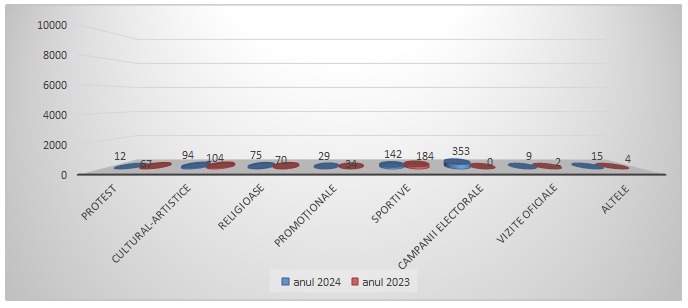 10000
8000
6000
4000
2000
0
12 67 94 104 75 70 29 34 142 184 353 0 9 2 15 4
PROTEST
CULTURAL-ARTISTICE
RELIGIOASE
PROMOTIONALE
SPORTIVE
CAMPANII ELECTORALE
VIZITE OFICIALE
ALTELE
anul 2024 anul 2023